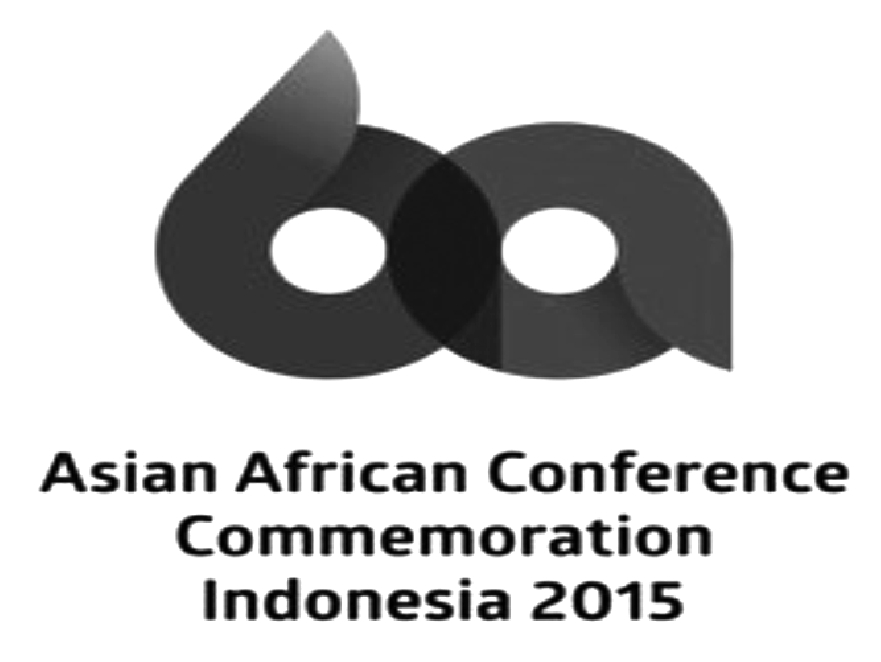 Asian African Conference
Commemoration
Indonesia 2015